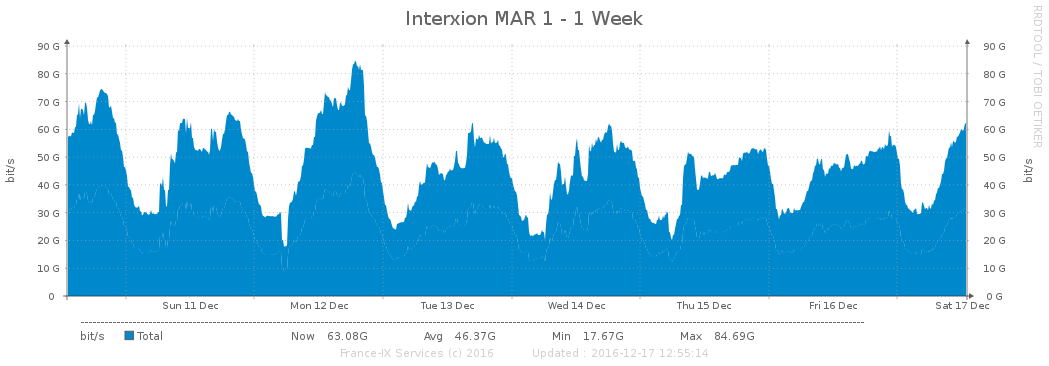 Interxion MAR 1 - 1 Week
RRDTOOL / TOBI OETIKER
90 G 90 G
80 G 80 G
70 G 70 G
60 G 60 G
50 G 50 G
40 G 40 G
30 G 30 G
20 G 20 G
10 G 10 G
0 0 G
bit/s bit/s
Sun 11 Dec Mon 12 Dec Tue 13 Dec Wed 14 Dec Thu 15 Dec Fri 16 Dec Sat 17 Dec
bit/s Total Now 63.08G Avg 46.37G Min 17.67G Max 84.69G
France-IX Services (c) 2016 Updated : 2016-12-17 12:55:14